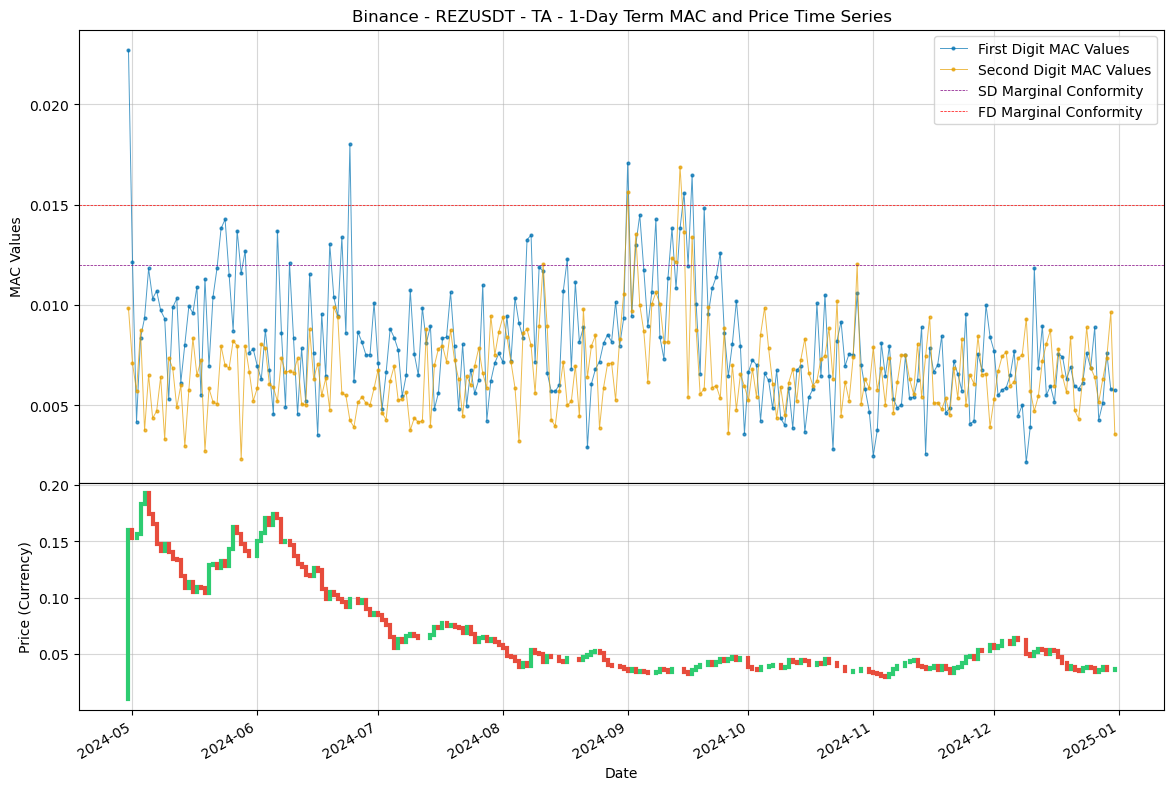 Binance - REZUSDT - TA - 1-Day Term MAC and Price Time Series
First Digit MAC Values
Second Digit MAC Values
SD Marginal Conformity
FD Marginal Conformity
MAC Values
0.020
0.015
0.010
0.005
Price (Currency)
0.20
0.15
0.10
0.05
2024-05
2024-06
2024-07
2024-08
2024-09
2024-10
2024-11
2024-12
2025-01
Date